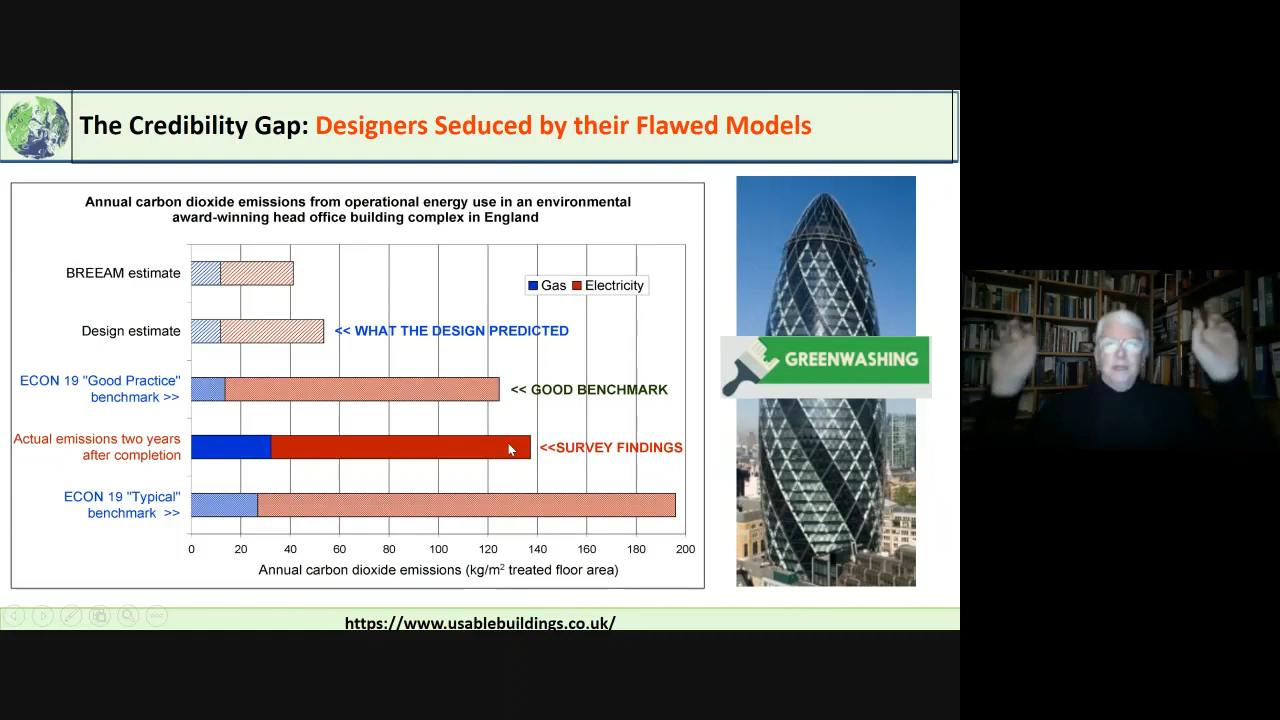 The Credibility Gap: Designers Seduced by their Flawed Models
Annual carbon dioxide emissions from operational energy use in an environmental
award-winning head office building complex in England
BREEAM estimate
Gas Electricity
Design estimate
<< WHAT THE DESIGN PREDICTED
ECON 19 "Good Practice"
benchmark >>
<< GOOD BENCHMARK
Actual emissions two years
after completion
<<SURVEY FINDINGS
ECON 19 "Typical"
benchmark >>
0 20 40 60 80 100 120 140 160 180 200
Annual carbon dioxide emissions (kg/m² treated floor area)
GREENWASHING
https://www.usablebuildings.co.uk/